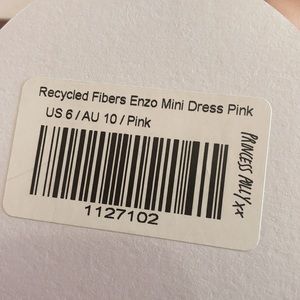 Recycled Fibers Enzo Mini Dress Pink
US 6 / AU 10 / Pink
1127102
PRINCESS POLLY xx